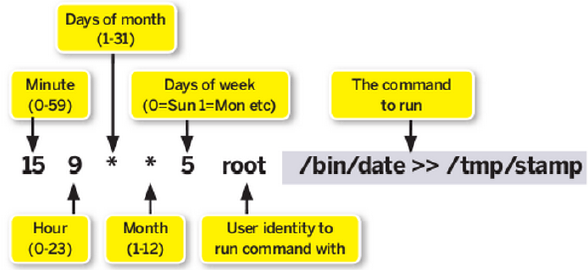 Days of month
(1-31)
Minute
(0-59)
Days of week
(0=Sun 1=Mon etc)
The command
to run
15 9 * * 5 root /bin/date >> /tmp/stamp
Hour
(0-23)
Month
(1-12)
User identity to
run command with